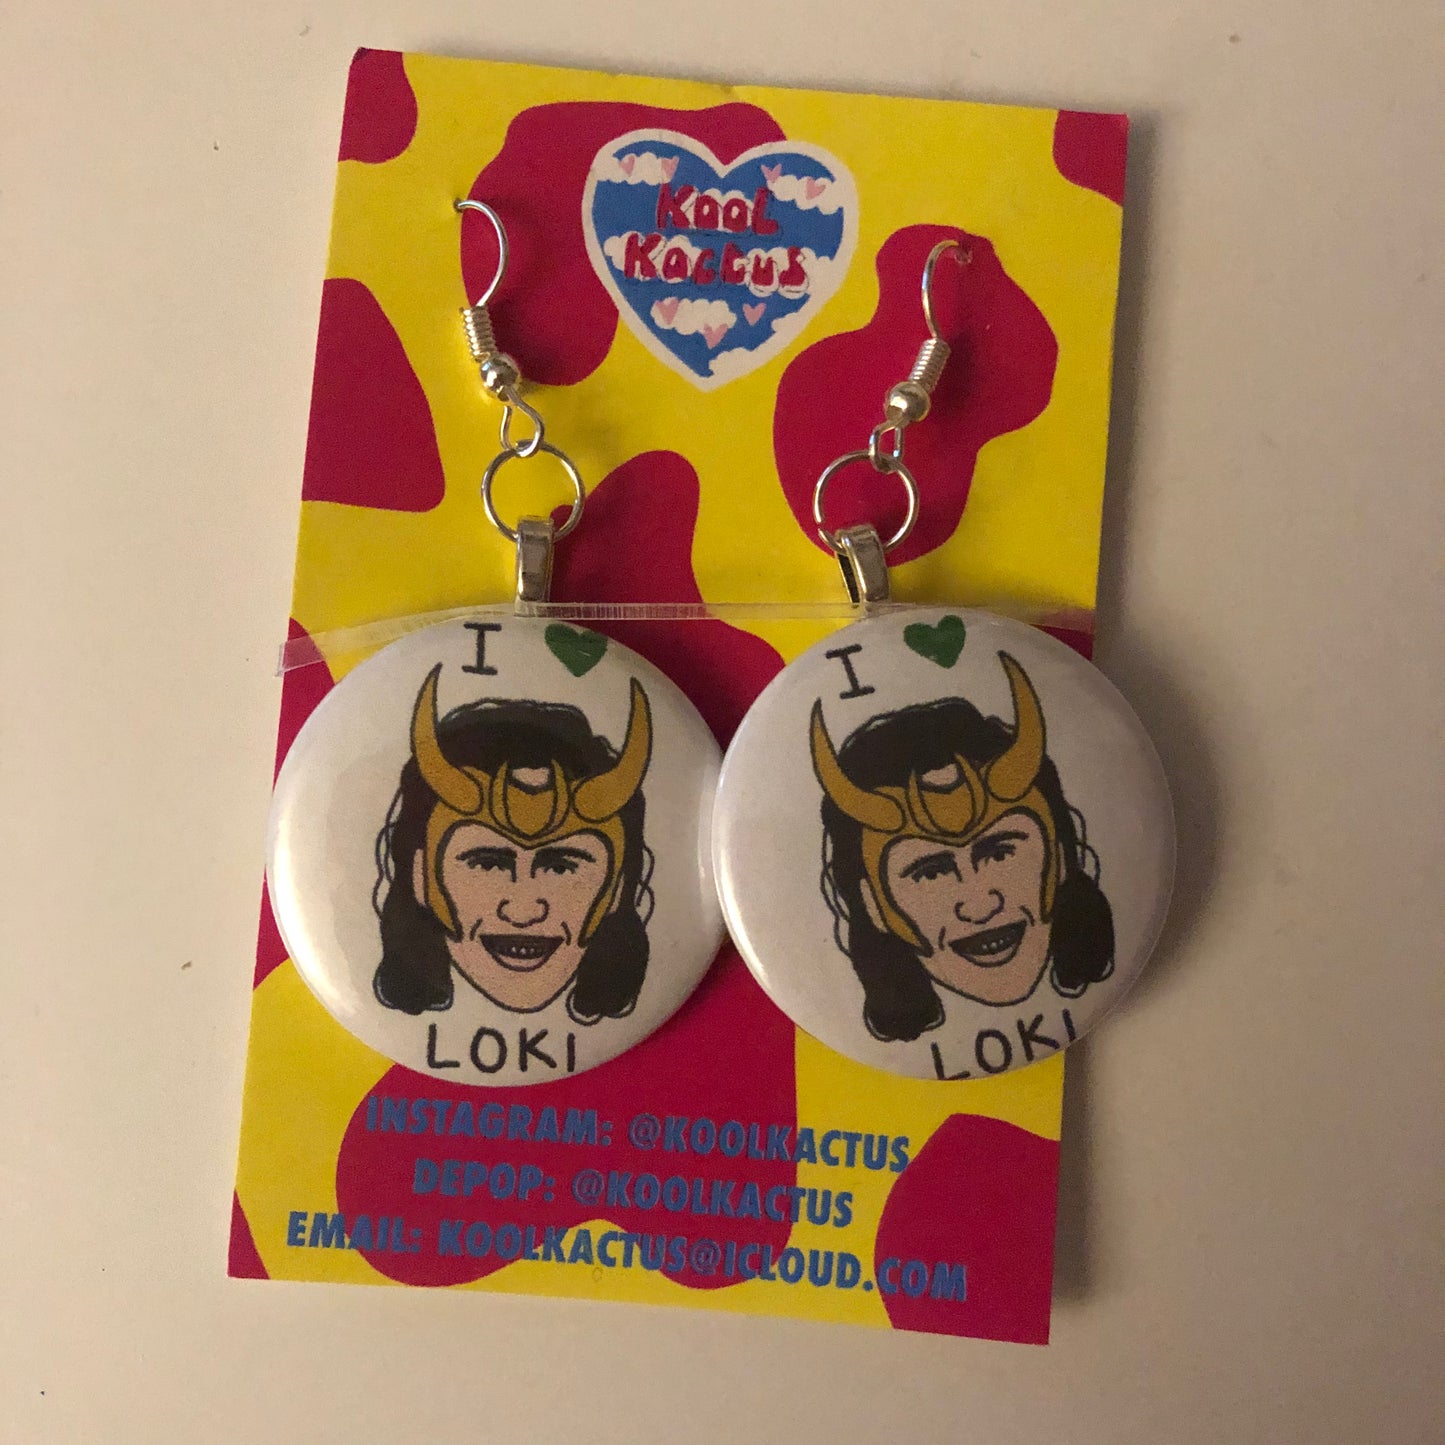 Kool
Kactus
I 💚
LOKI
I 💚
LOKI
INSTAGRAM: @KOOLKACTUS
DEPOP: @KOOLKACTUS
EMAIL: KOOLKACTUS@ICLOUD.COM